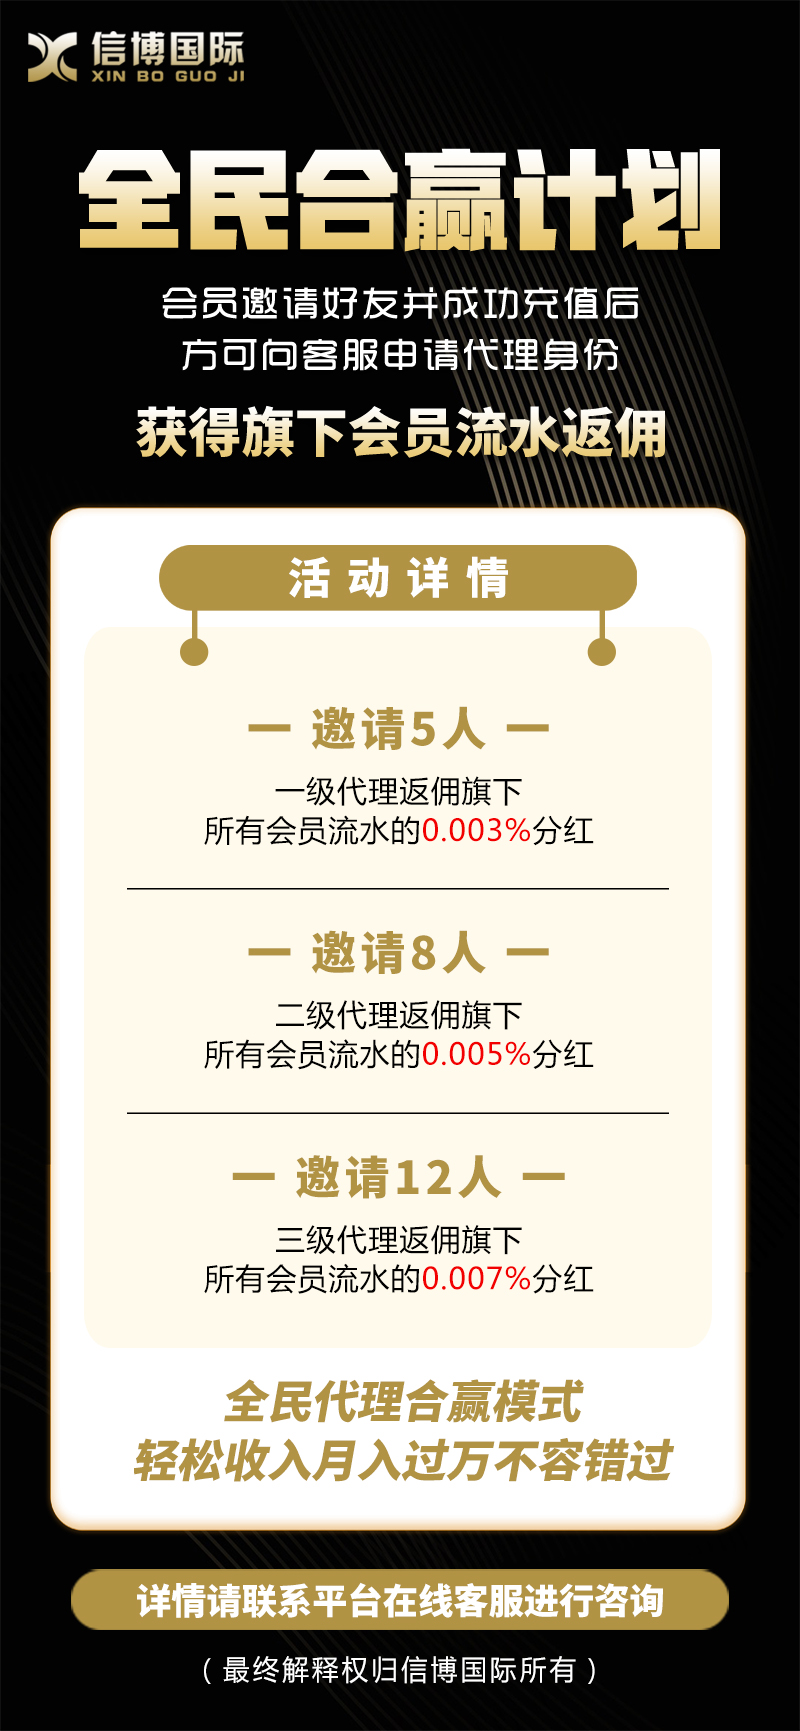 信博国际
XIN BO GUO JI
全民合赢计划
会员邀请好友并成功充值后
方可向客服申请代理身份
获得旗下会员流水返佣
活动详情
邀请5人
一级代理返佣旗下
所有会员流水的0.003%分红
邀请8人
二级代理返佣旗下
所有会员流水的0.005%分红
邀请12人
三级代理返佣旗下
所有会员流水的0.007%分红
全民代理合赢模式
轻松收入月入过万不容错过
详情请联系平台在线客服进行咨询
（最终解释权归信博国际所有）